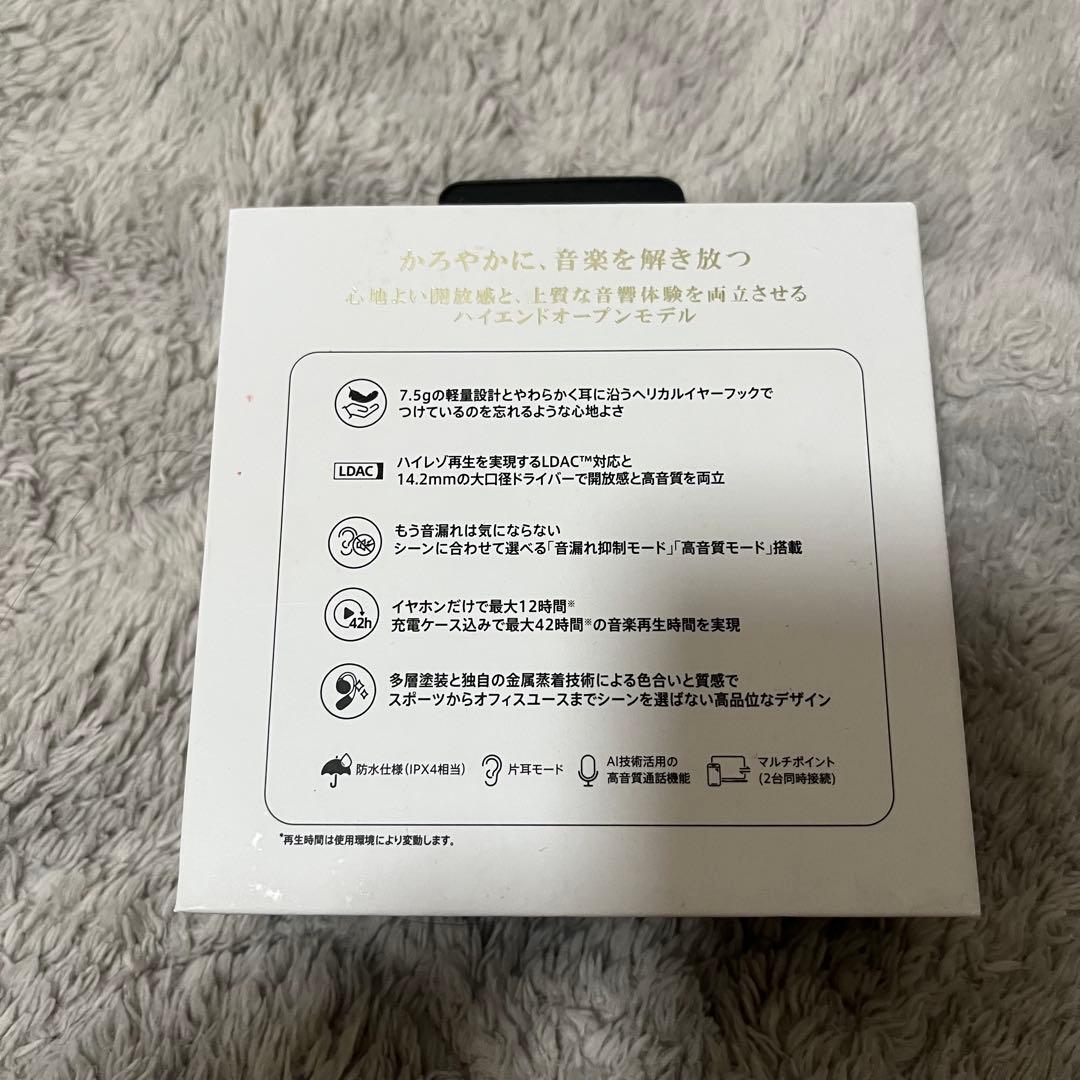 かろやかに、音楽を解き放つ
心地よい開放感と、上質な音響体験を両立させる
ハイエンドオープンモデル
7.5gの軽量設計とやわらかく耳に沿うヘリカルイヤーフックで
つけているのを忘れるような心地よさ
LDAC
ハイレゾ再生を実現するLDAC™対応と
14.2mmの大口径ドライバーで開放感と高音質を両立
もう音漏れは気にならない
シーンに合わせて選べる「音漏れ抑制モード」「高音質モード」搭載
42h
イヤホンだけで最大12時間※
充電ケース込みで最大42時間※の音楽再生時間を実現
多層塗装と独自の金属蒸着技術による色合いと質感で
スポーツからオフィスユースまでシーンを選ばない高品位なデザイン
防水仕様(IPX4相当)
片耳モード
AI技術活用の
高音質通話機能
マルチポイント
(2台同時接続)
*再生時間は使用環境により変動します。